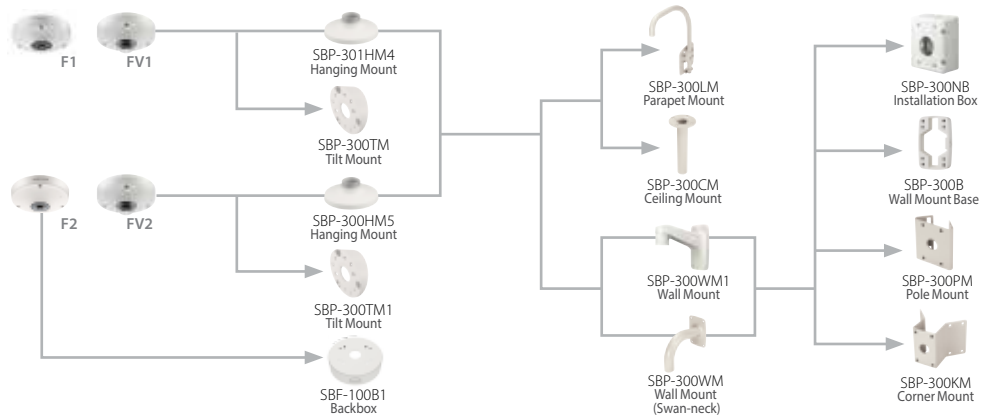 F1
FV1
SBP-301HM4
Hanging Mount
SBP-300TM
Tilt Mount
F2
FV2
SBP-300HM5
Hanging Mount
SBP-300TM1
Tilt Mount
SBF-100B1
Backbox
SBP-300LM
Parapet Mount
SBP-300CM
Ceiling Mount
SBP-300WM1
Wall Mount
SBP-300WM
Wall Mount
(Swan-neck)
SBP-300NB
Installation Box
SBP-300B
Wall Mount Base
SBP-300PM
Pole Mount
SBP-300KM
Corner Mount